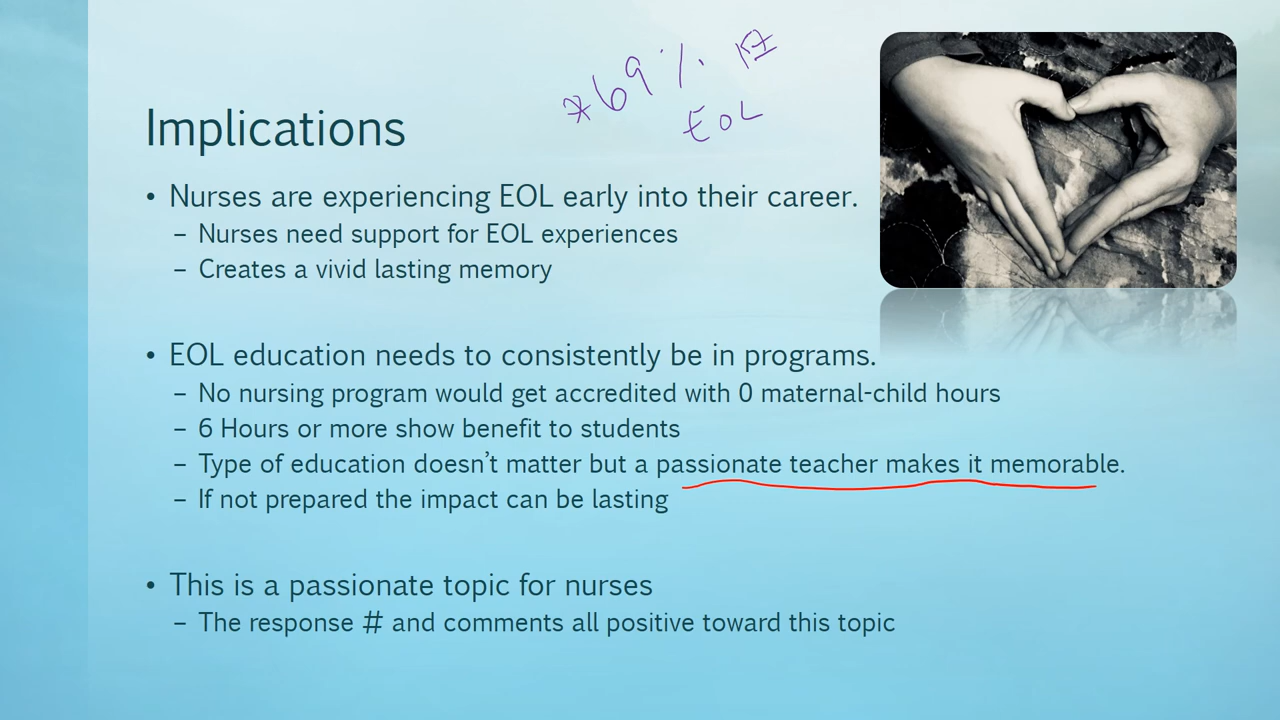 *69%
EOL
Implications
• Nurses are experiencing EOL early into their career.
– Nurses need support for EOL experiences
– Creates a vivid lasting memory
• EOL education needs to consistently be in programs.
– No nursing program would get accredited with 0 maternal-child hours
– 6 Hours or more show benefit to students
– Type of education doesn’t matter but a passionate teacher makes it memorable.
– If not prepared the impact can be lasting
• This is a passionate topic for nurses
– The response # and comments all positive toward this topic